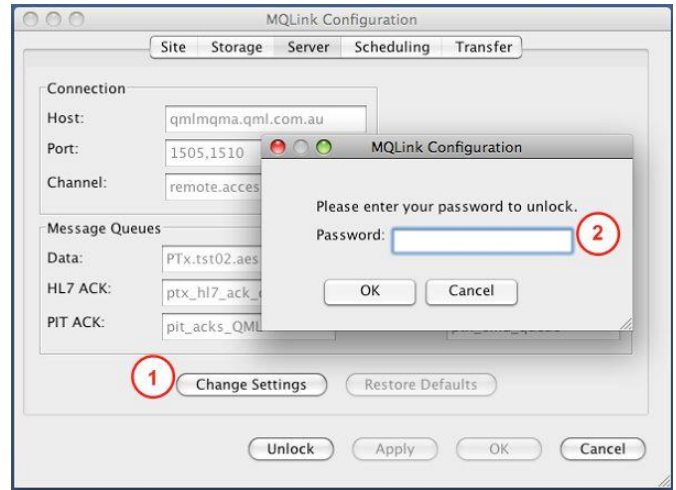 MQLink Configuration
Site Storage Server Scheduling Transfer
Connection
Host: qmlmqma.qml.com.au
Port: 1505,1510
Channel: remote.acces
MQLink Configuration
Please enter your password to unlock.
Password:
2
OK Cancel
Message Queues
Data: PTx.tst02.aes
HL7 ACK: ptx_hl7_ack_
PIT ACK: pit_acks_QML
1
Change Settings Restore Defaults
Unlock Apply OK Cancel